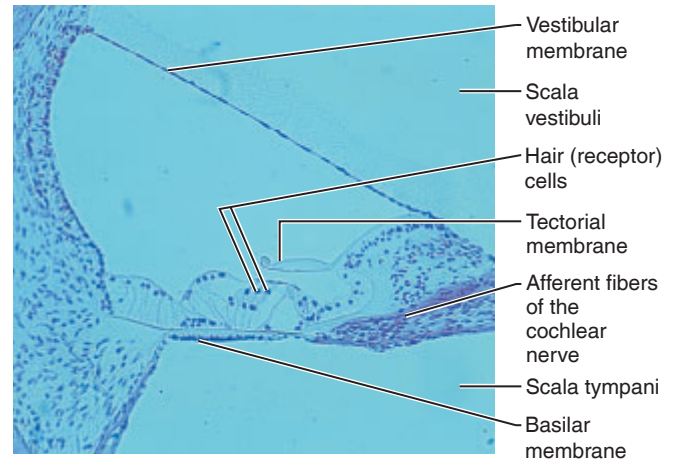 Vestibular
membrane
Scala
vestibuli
Hair (receptor)
cells
Tectorial
membrane
Afferent fibers
of the
cochlear
nerve
Scala tympani
Basilar
membrane